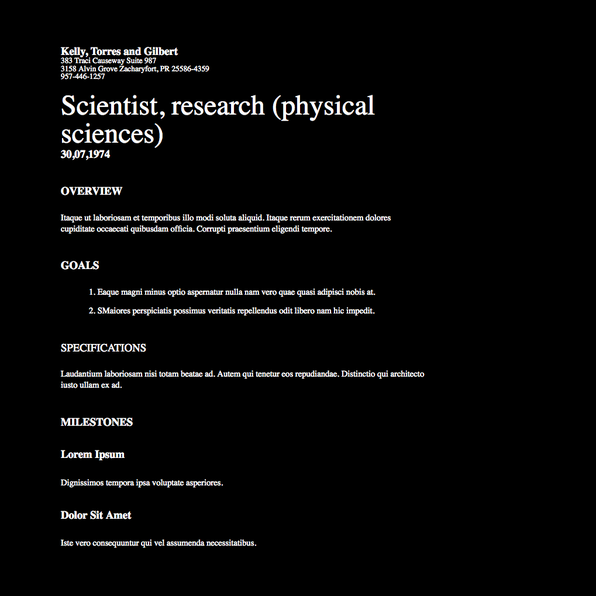 Kelly, Torres and Gilbert
383 Traci Causeway Suite 987
3158 Alvin Grove Zacharyfort, PR 25586-4359
957-446-1257
Scientist, research (physical
sciences)
30,07,1974
OVERVIEW
Itaque ut laboriosam et temporibus illo modi soluta aliquid. Itaque rerum exercitationem dolores
cupiditate occaecati quibusdam officia. Corrupti praesentium eligendi tempore.
GOALS
1. Eaque magni minus optio aspernatur nulla nam vero quae quasi adipisci nobis at.
2. SMaiores perspiciatis possimus veritatis repellendus odit libero nam hic impedit.
SPECIFICATIONS
Laudantium laboriosam nisi totam beatae ad. Autem qui tenetur eos repudiandae. Distinctio qui architecto
iusto ullam ex ad.
MILESTONES
Lorem Ipsum
Dignissimos tempora ipsa voluptate asperiores.
Dolor Sit Amet
Iste vero consequuntur qui vel assumenda necessitatibus.